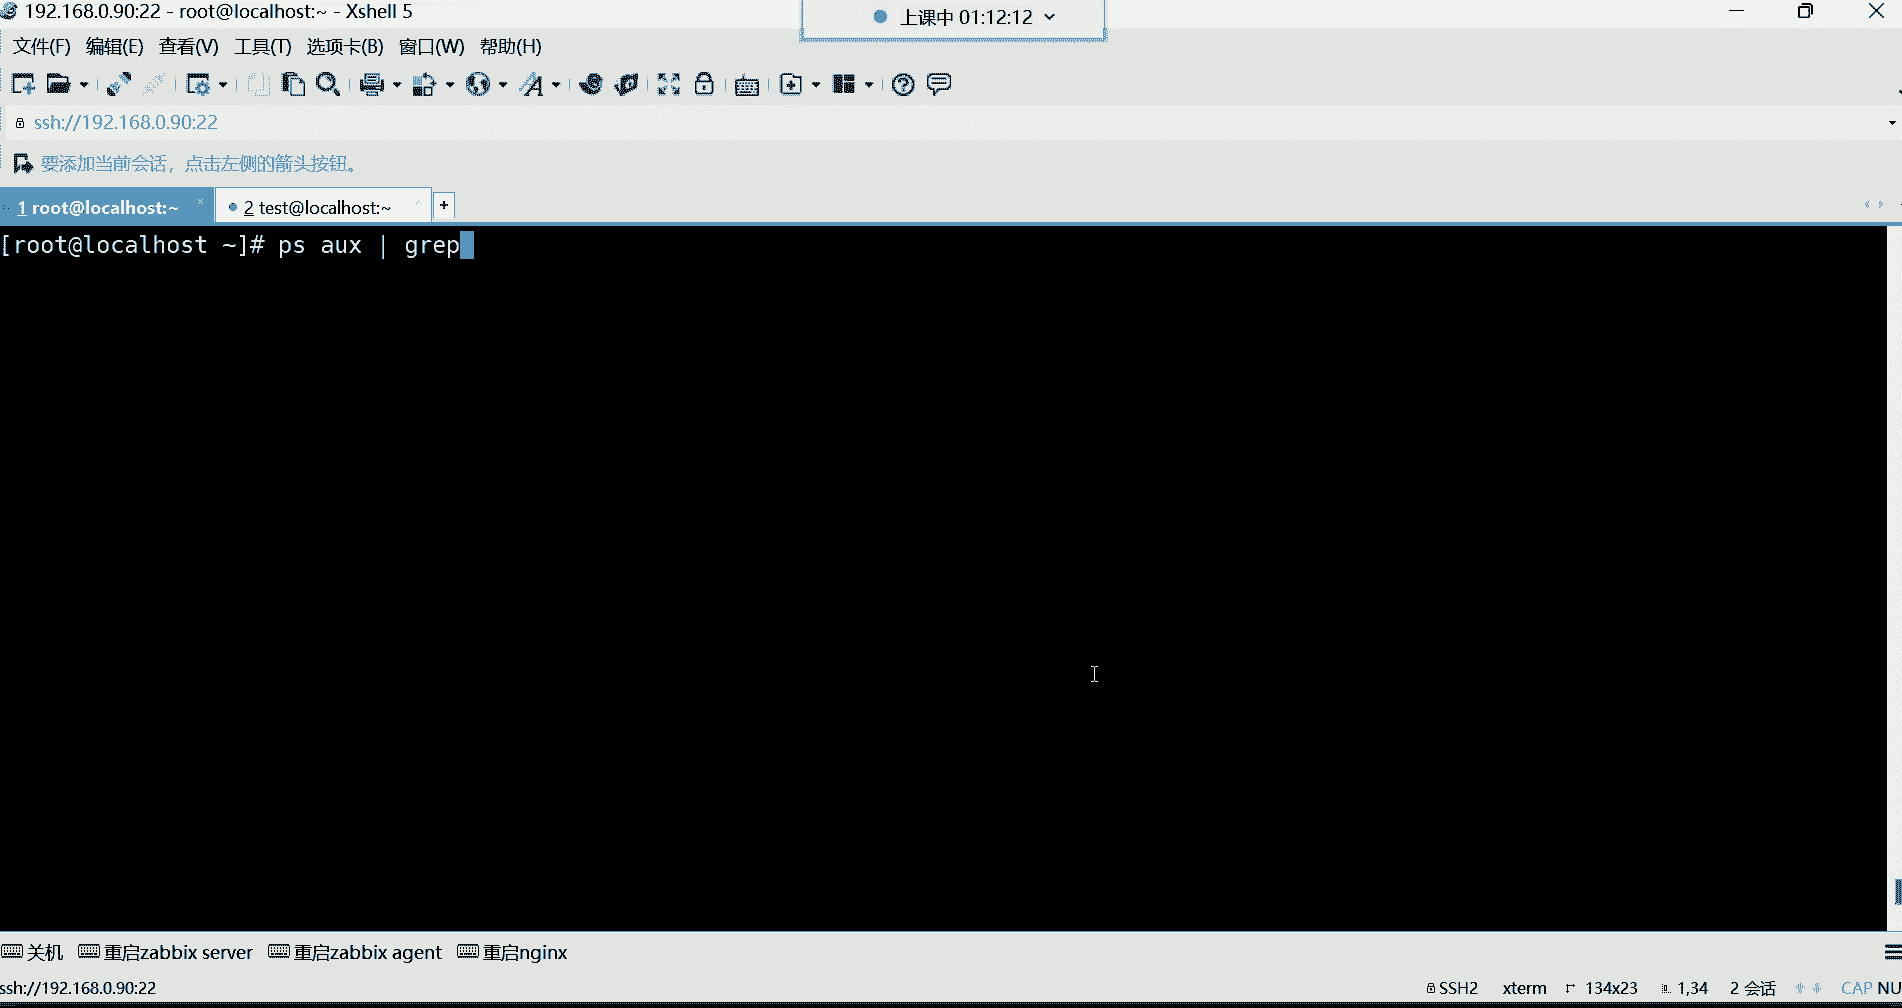 192.168.0.90:22 - root@localhost:~ - Xshell 5
上课中 01:12:12
文件(F) 编辑(E) 查看(V) 工具(T) 选项卡(B) 窗口(W) 帮助(H)
ssh://192.168.0.90:22
要添加当前会话，点击左侧的箭头按钮。
1 root@localhost:~ 2 test@localhost:~ +
[root@localhost ~]# ps aux | grep
关机 重启zabbix server 重启zabbix agent 重启nginx
ssh://192.168.0.90:22 SSH2 xterm 134x23 1,34 2 会话 CAP NU